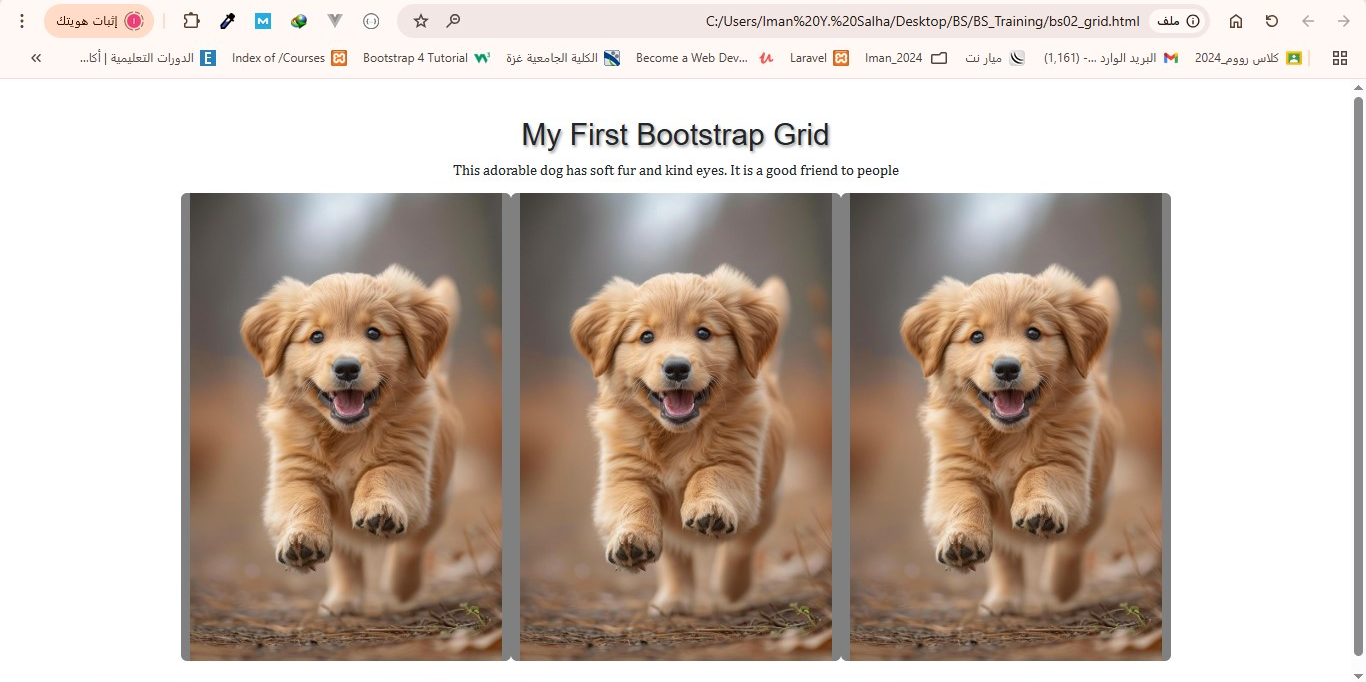 إثبات هويتك
C:/Users/Iman%20Y.%20Salha/Desktop/BS/BS_Training/bs02_grid.html
ملف
كلاس رووم_2024
البريد الوارد ...- (1,161)
ميار نت
Iman_2024
Laravel
Become a Web Dev...
الكلية الجامعية غزة
Bootstrap 4 Tutorial
Index of /Courses
الدورات التعليمية | أكا...
My First Bootstrap Grid
This adorable dog has soft fur and kind eyes. It is a good friend to people